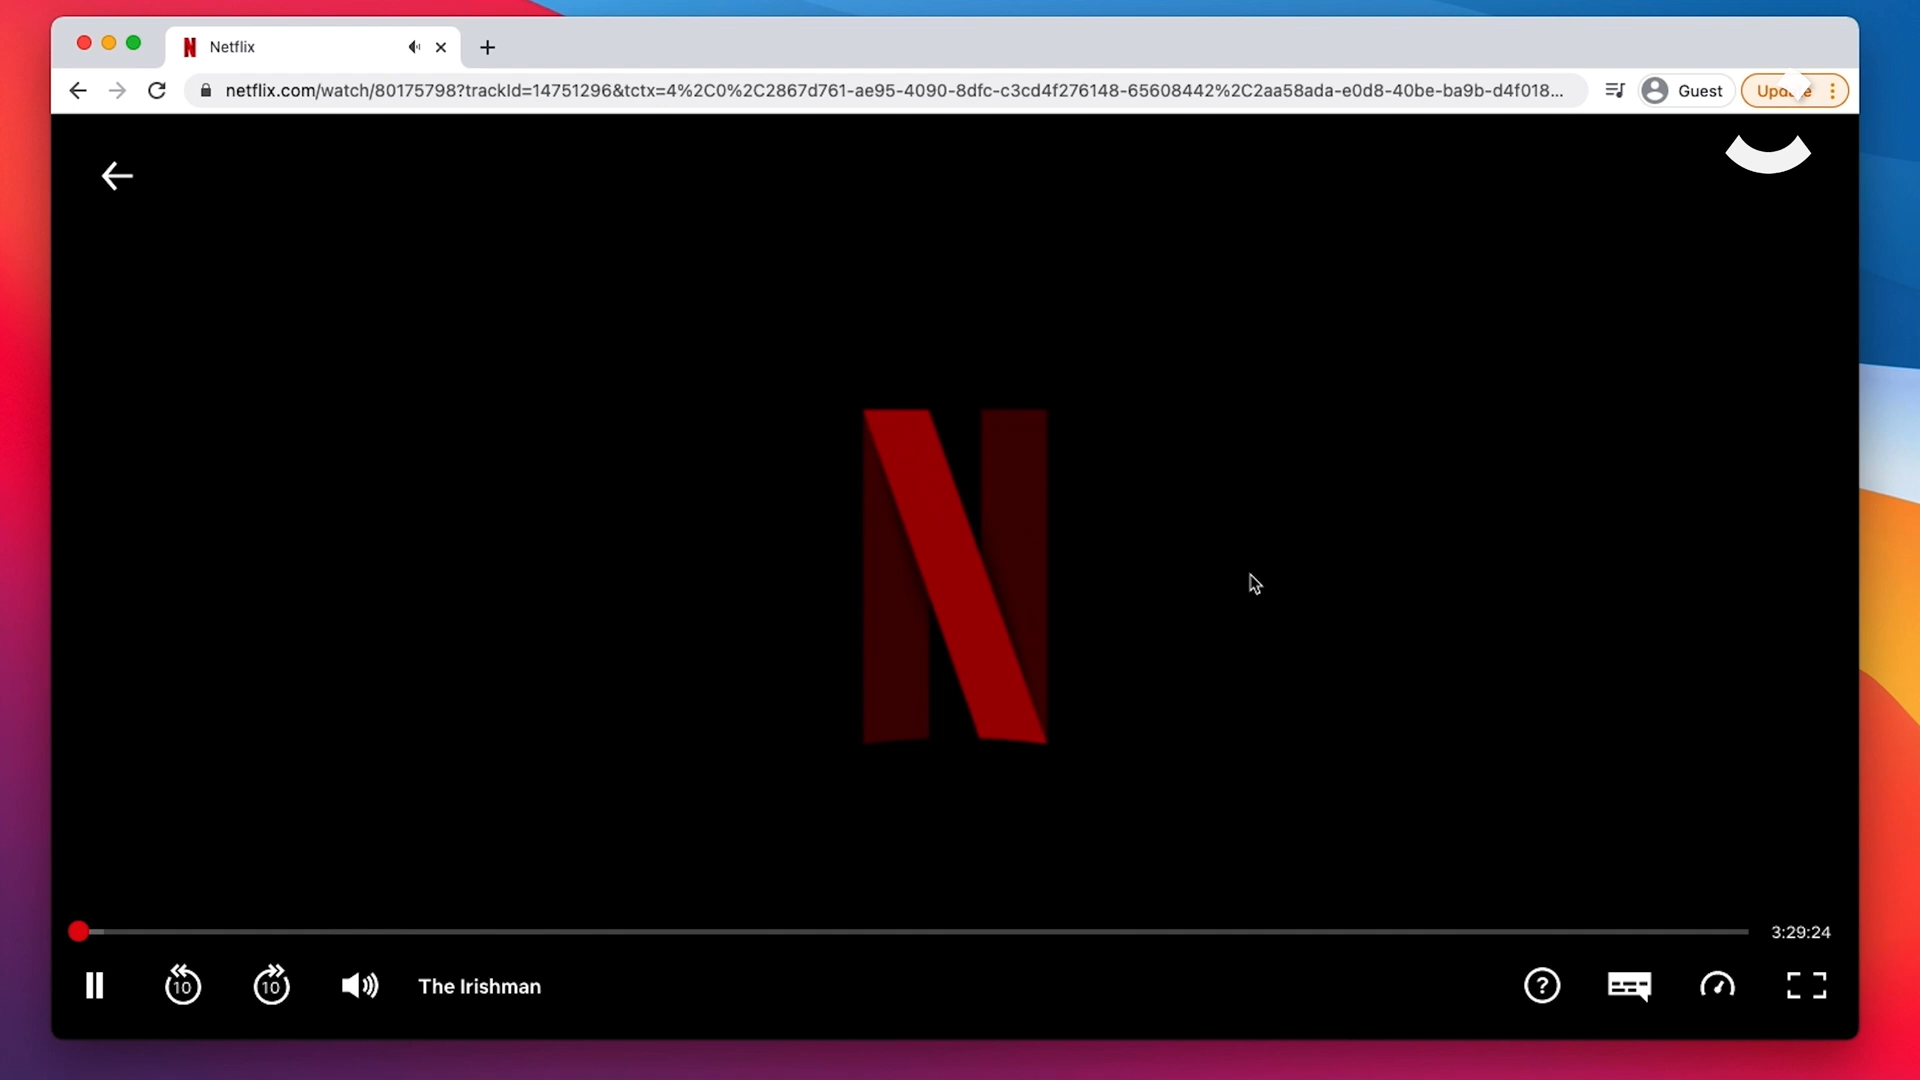 Netflix
netflix.com/watch/80175798?trackId=14751296&tctx=4%2C0%2C2867d761-ae95-4090-8dfc-c3cd4f276148-65608442%2C2aa58ada-e0d8-40be-ba9b-d4f018...
Guest
N
3:29:24
10
10
The Irishman
?